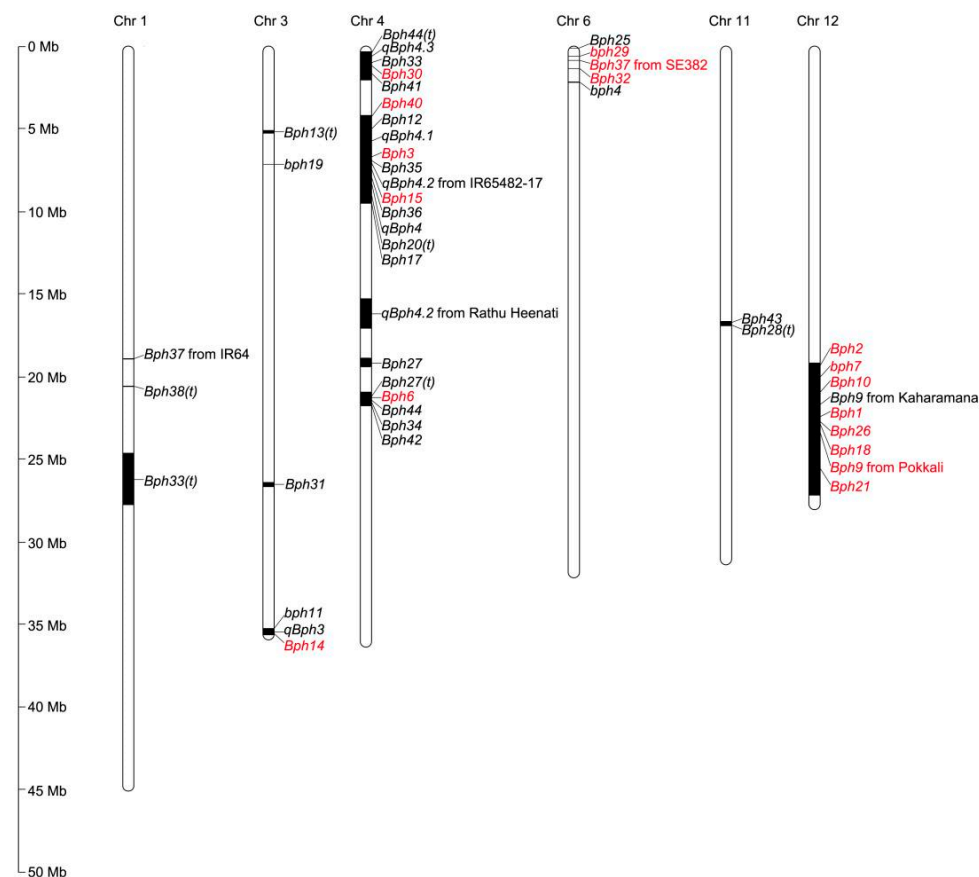 Chr 1
Chr 3
Chr 4
Chr 6
Chr 11
Chr 12
0 Mb
5 Mb
10 Mb
15 Mb
20 Mb
25 Mb
30 Mb
35 Mb
40 Mb
45 Mb
50 Mb
Bph37 from IR64
Bph38(t)
Bph33(t)
Bph13(t)
bph19
Bph31
bph11
qBph3
Bph14
Bph44(t)
qBph4.3
Bph33
Bph30
Bph41
Bph40
Bph12
qBph4.1
Bph3
Bph35
qBph4.2 from IR65482-17
Bph15
Bph36
qBph4
Bph20(t)
Bph17
qBph4.2 from Rathu Heenati
Bph27
Bph27(t)
Bph6
Bph44
Bph34
Bph42
Bph25
bph29
Bph37 from SE382
Bph32
bph4
Bph43
Bph28(t)
Bph2
bph7
Bph10
Bph9 from Kaharamana
Bph1
Bph26
Bph18
Bph9 from Pokkali
Bph21